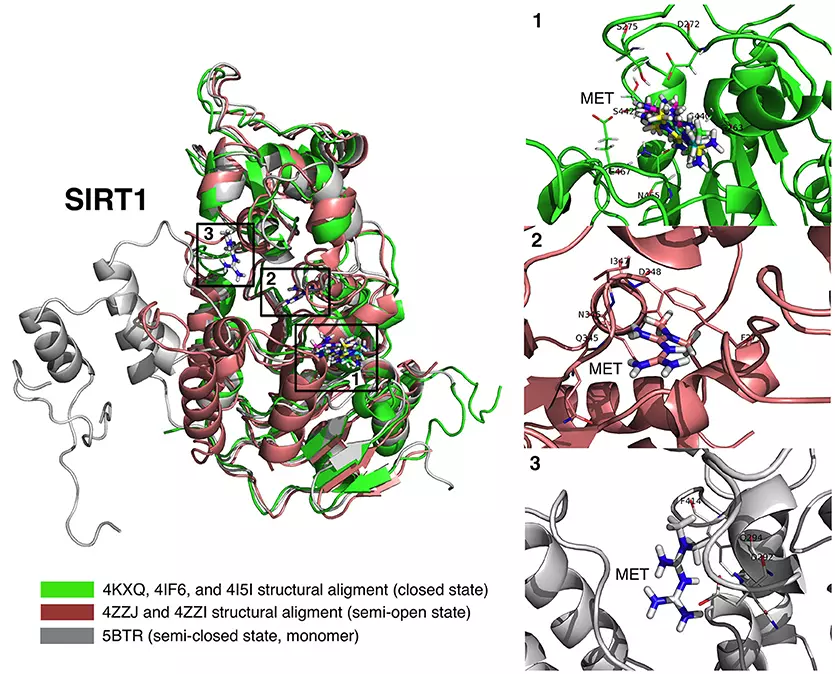 SIRT1
3
2
1
4KXQ, 4IF6, and 4I5I structural aligment (closed state)
4ZZJ and 4ZZI structural aligment (semi-open state)
5BTR (semi-closed state, monomer)
1
S275
D272
MET
S442
N465
2
I347
D348
Q345
MET
3
F414
MET
Q294